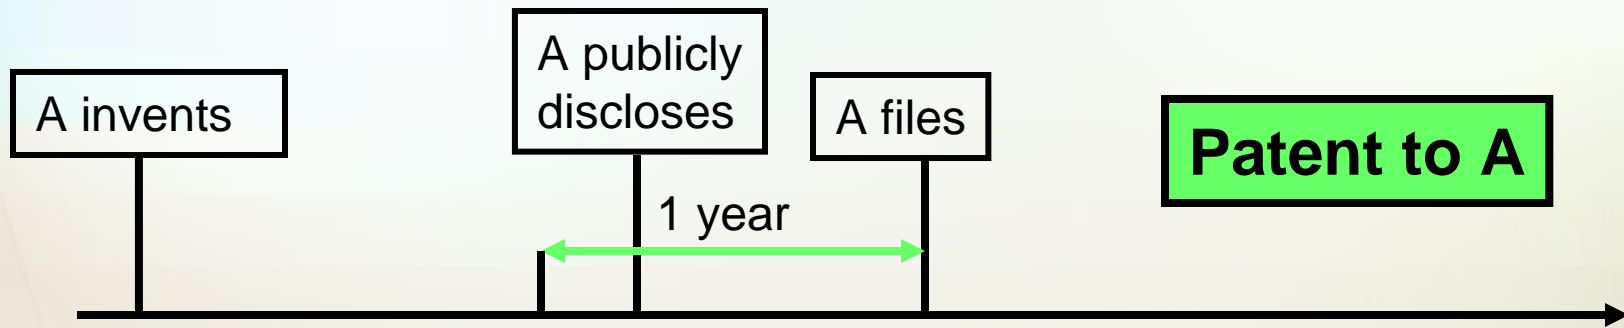 A invents
A publicly
discloses
A files
Patent to A
1 year